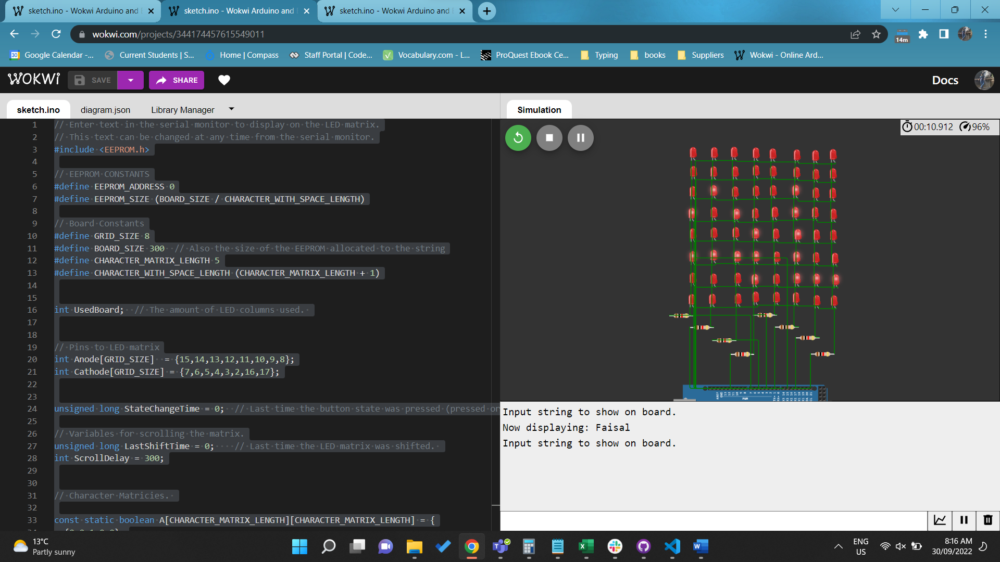 sketch.ino - Wokwi Arduino and
sketch.ino - Wokwi Arduino and
sketch.ino - Wokwi Arduino and
wokwi.com/projects/344174457615549011
14m
30
Google Calendar -...
Current Students | S...
Home | Compass
Staff Portal | Code...
Vocabulary.com - L...
ProQuest Ebook Ce...
Typing
books
Suppliers
Wokwi - Online Ard...
WOKWi
SAVE
SHARE
Docs
sketch.ino
diagram.json
Library Manager
Simulation
1 // Enter text in the serial monitor to display on the LED matrix.
2 // This text can be changed at any time from the serial monitor.
3 #include <EEPROM.h>
4
5 // EEPROM CONSTANTS
6 #define EEPROM_ADDRESS 0
7 #define EEPROM_SIZE (BOARD_SIZE / CHARACTER_WITH_SPACE_LENGTH)
8
9 // Board Constants
10 #define GRID_SIZE 8
11 #define BOARD_SIZE 300  // Also the size of the EEPROM allocated to the string
12 #define CHARACTER_MATRIX_LENGTH 5
13 #define CHARACTER_WITH_SPACE_LENGTH (CHARACTER_MATRIX_LENGTH + 1)
14
15
16 int UsedBoard;  // The amount of LED columns used.
17
18
19 // Pins to LED matrix
20 int Anode[GRID_SIZE]  = {15,14,13,12,11,10,9,8};
21 int Cathode[GRID_SIZE] = {7,6,5,4,3,2,16,17};
22
23
24 unsigned long StateChangeTime = 0;  // Last time the button state was pressed (pressed or
25
26 // Variables for scrolling the matrix.
27 unsigned long LastShiftTime = 0;    // Last time the LED matrix was shifted.
28 int ScrollDelay = 300;
29
30
31 // Character Matricies.
32
33 const static boolean A[CHARACTER_MATRIX_LENGTH][CHARACTER_MATRIX_LENGTH] = {
00:10.912
96%
Input string to show on board.
Now displaying: Faisal
Input string to show on board.
13°C
Partly sunny
ENG
US
8:16 AM
30/09/2022